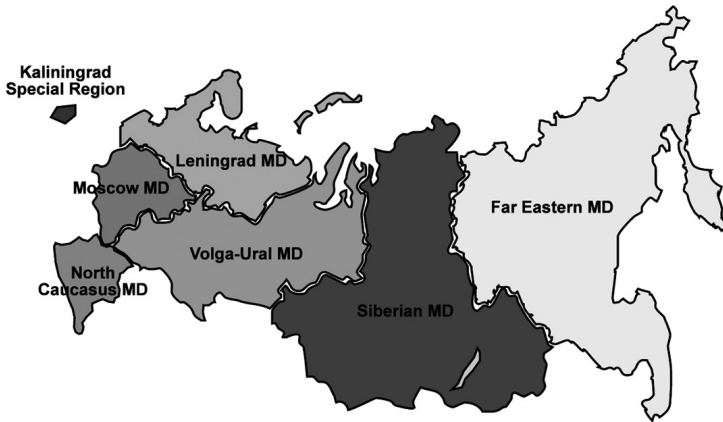 Kaliningrad
Special Region
Leningrad MD
Moscow MD
Far Eastern MD
Volga-Ural MD
North
Caucasus MD
Siberian MD